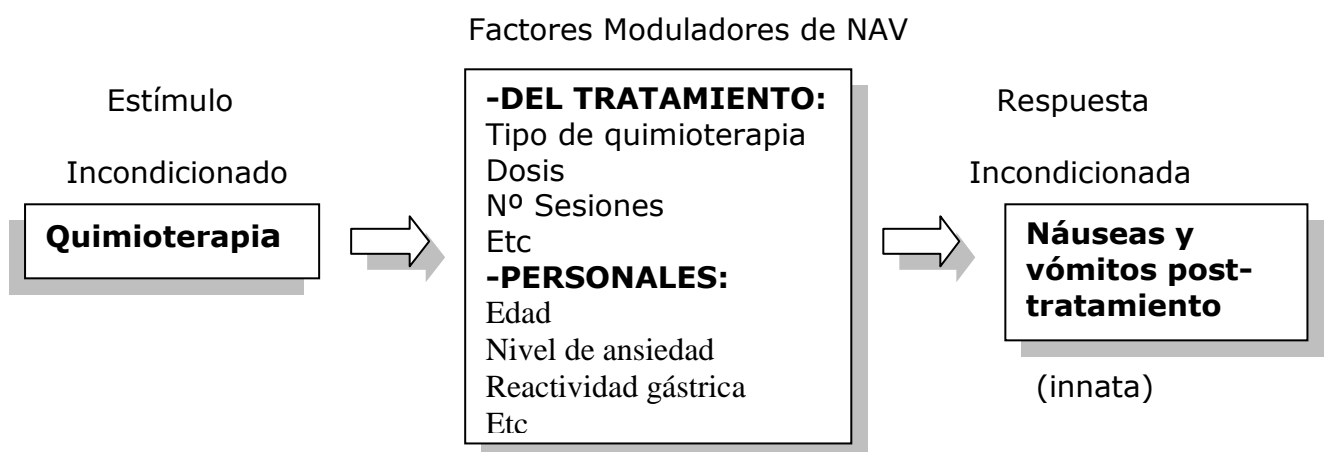 Factores Moduladores de NAV
Estímulo
Incondicionado
Quimioterapia
-DEL TRATAMIENTO:
Tipo de quimioterapia
Dosis
Nº Sesiones
Etc
-PERSONALES:
Edad
Nivel de ansiedad
Reactividad gástrica
Etc
Respuesta
Incondicionada
Náuseas y
vómitos post-
tratamiento
(innata)